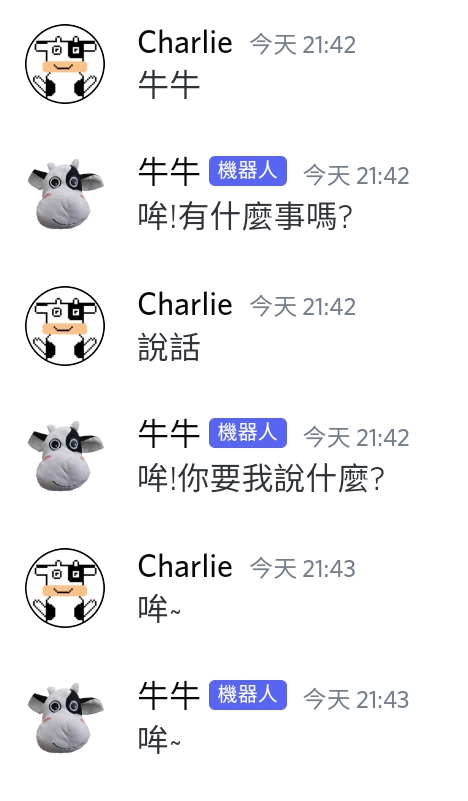 Charlie 今天 21:42
牛牛
牛牛 機器人 今天 21:42
哞!有什麼事嗎?
Charlie 今天 21:42
說話
牛牛 機器人 今天 21:42
哞!你要我說什麼?
Charlie 今天 21:43
哞~
牛牛 機器人 今天 21:43
哞~